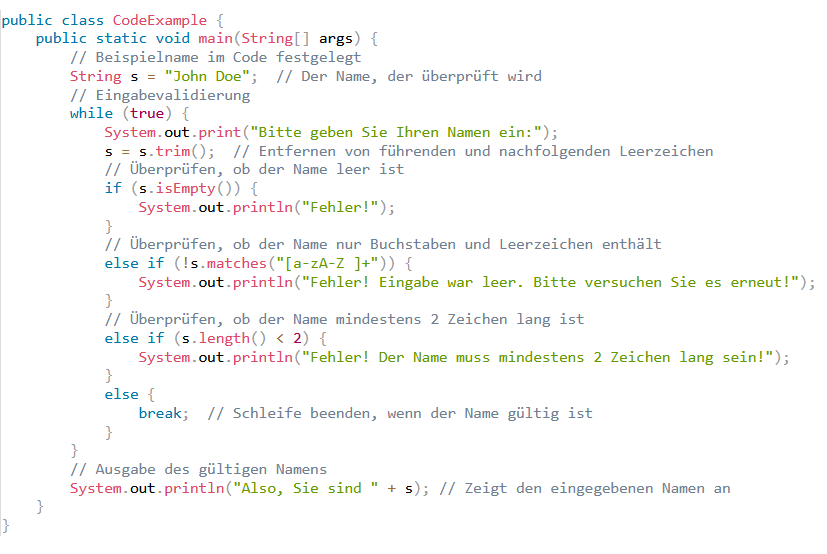 public class CodeExample {
    public static void main(String[] args) {
        // Beispielname im Code festgelegt
        String s = "John Doe";  // Der Name, der überprüft wird
        // Eingabevalidierung
        while (true) {
            System.out.print("Bitte geben Sie Ihren Namen ein:");
            s = s.trim();  // Entfernen von führenden und nachfolgenden Leerzeichen
            // Überprüfen, ob der Name leer ist
            if (s.isEmpty()) {
                System.out.println("Fehler!");
            }
            // Überprüfen, ob der Name nur Buchstaben und Leerzeichen enthält
            else if (!s.matches("[a-zA-Z ]+")) {
                System.out.println("Fehler! Eingabe war leer. Bitte versuchen Sie es erneut!");
            }
            // Überprüfen, ob der Name mindestens 2 Zeichen lang ist
            else if (s.length() < 2) {
                System.out.println("Fehler! Der Name muss mindestens 2 Zeichen lang sein!");
            }
            else {
                break;  // Schleife beenden, wenn der Name gültig ist
            }
        }
        // Ausgabe des gültigen Namens
        System.out.println("Also, Sie sind " + s); // Zeigt den eingegebenen Namen an
    }
}